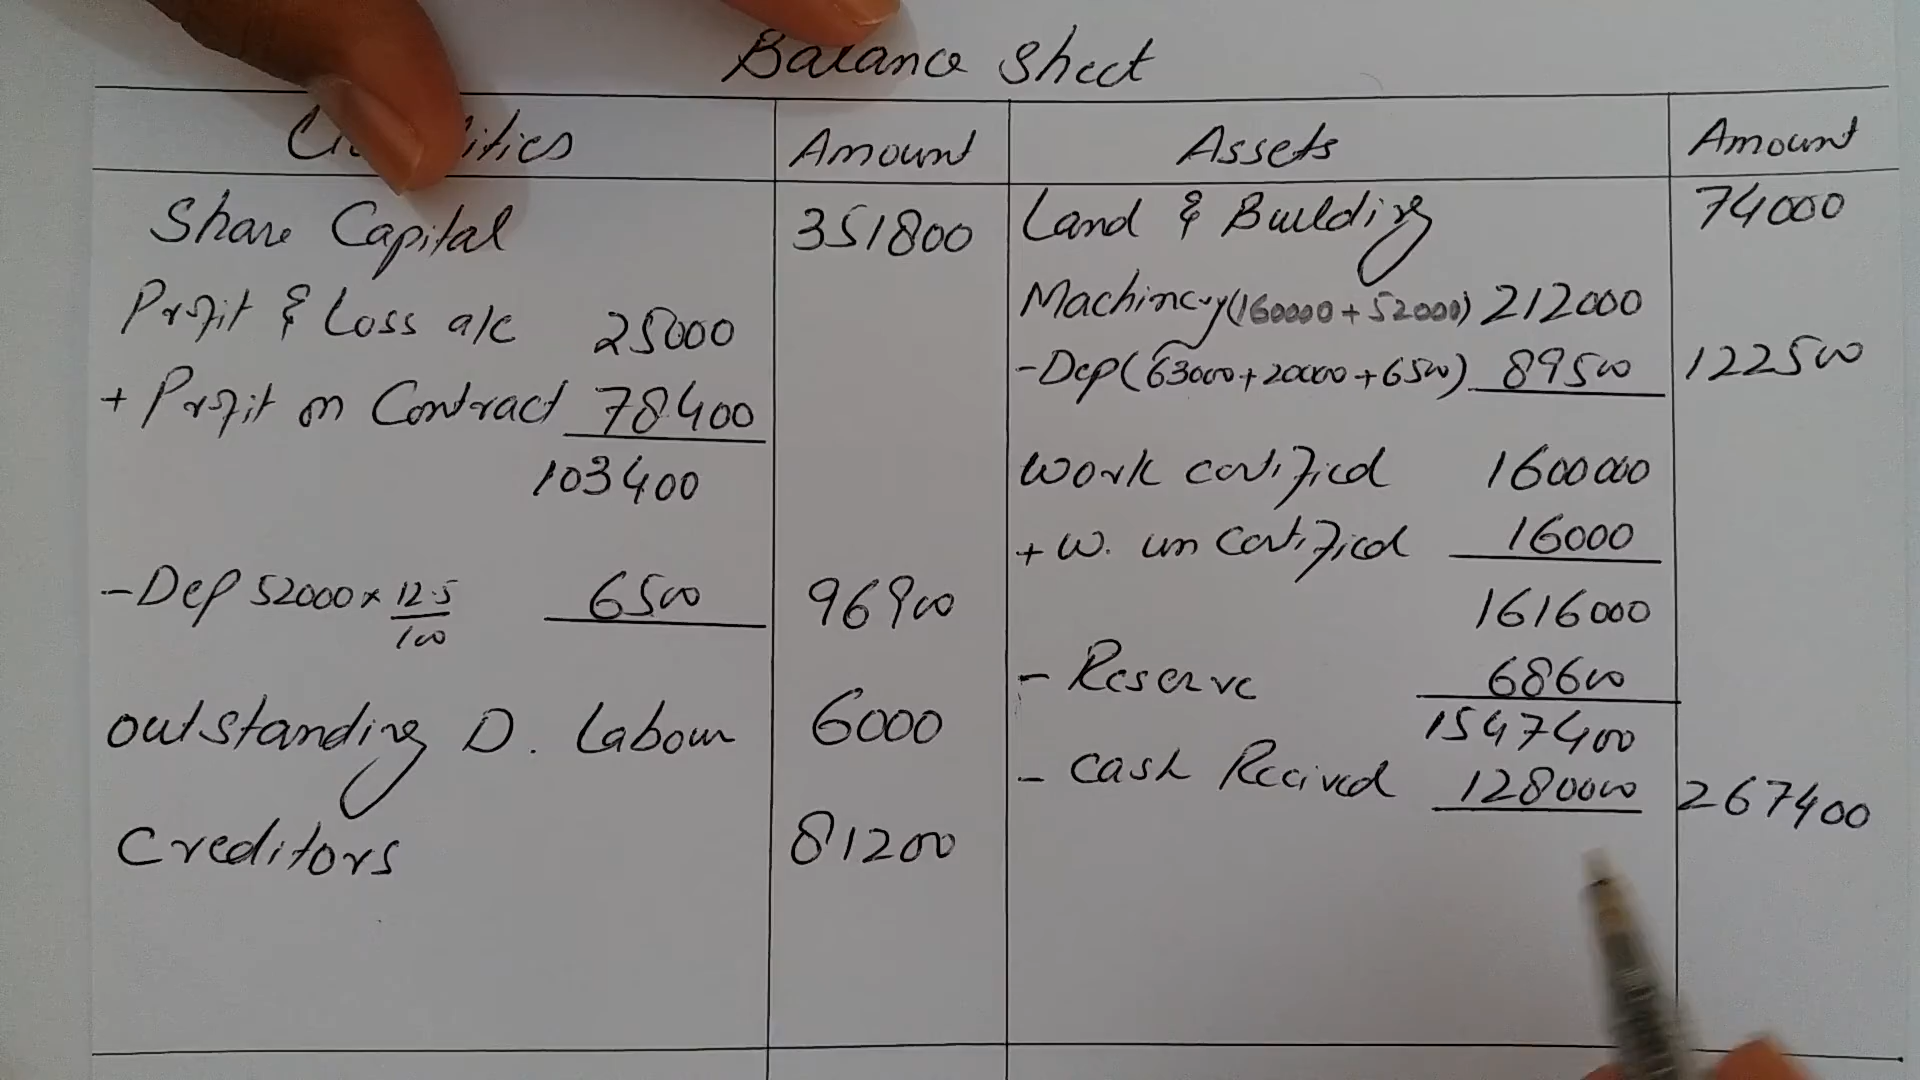 Balance Sheet
Liabilities Amount Assets Amount
Share Capital 351800 Land & Building 74000
Profit & Loss a/c 25000 Machinery (160000 + 52000) 212000
+ Profit on Contract 78400 - Dep (63000 + 20000 + 6500) 89500 122500
103400 Work certified 1600000
+ W. un Certified 16000
- Dep 52000 x 12.5/100 6500 96900 1616000
- Reserve 68600
Outstanding D. Labour 6000 1547400
- Cash Recived 1280000 267400
Creditors 81200